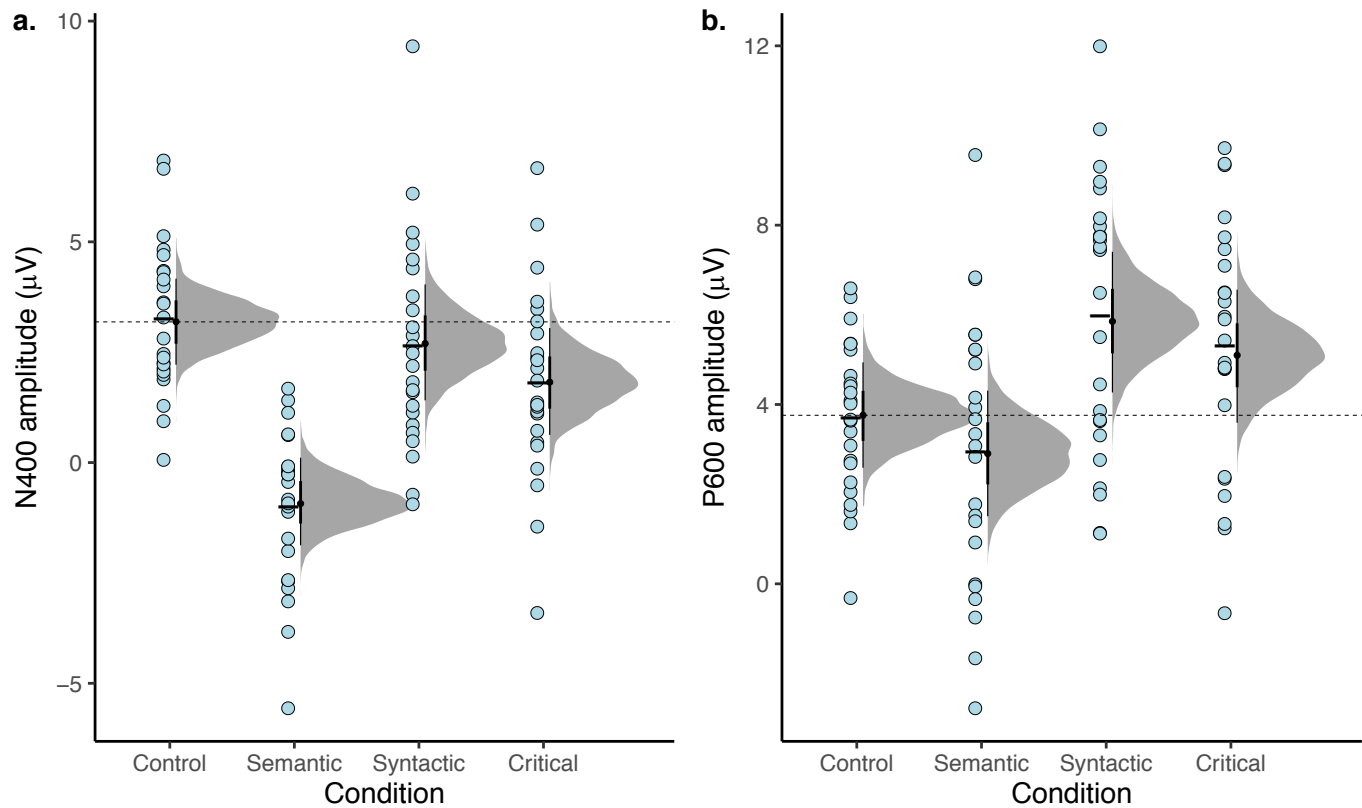 a.
N400 amplitude (μV)
10
5
0
−5
Control Semantic Syntactic Critical
Condition
b.
P600 amplitude (μV)
12
8
4
0
Control Semantic Syntactic Critical
Condition